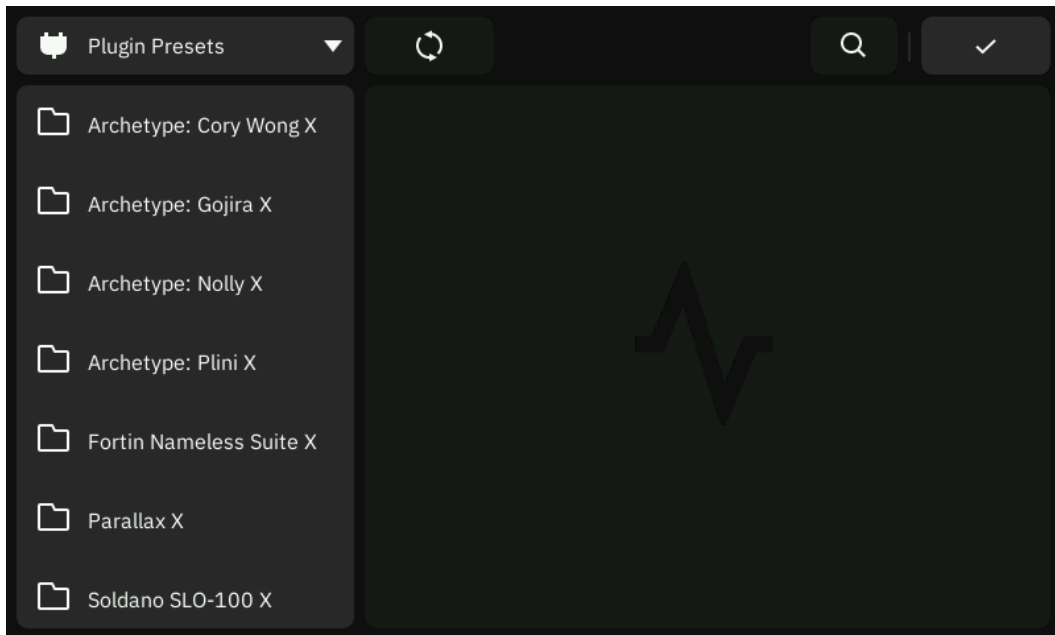 Plugin Presets
Archetype: Cory Wong X
Archetype: Gojira X
Archetype: Nolly X
Archetype: Plini X
Fortin Nameless Suite X
Parallax X
Soldano SLO-100 X